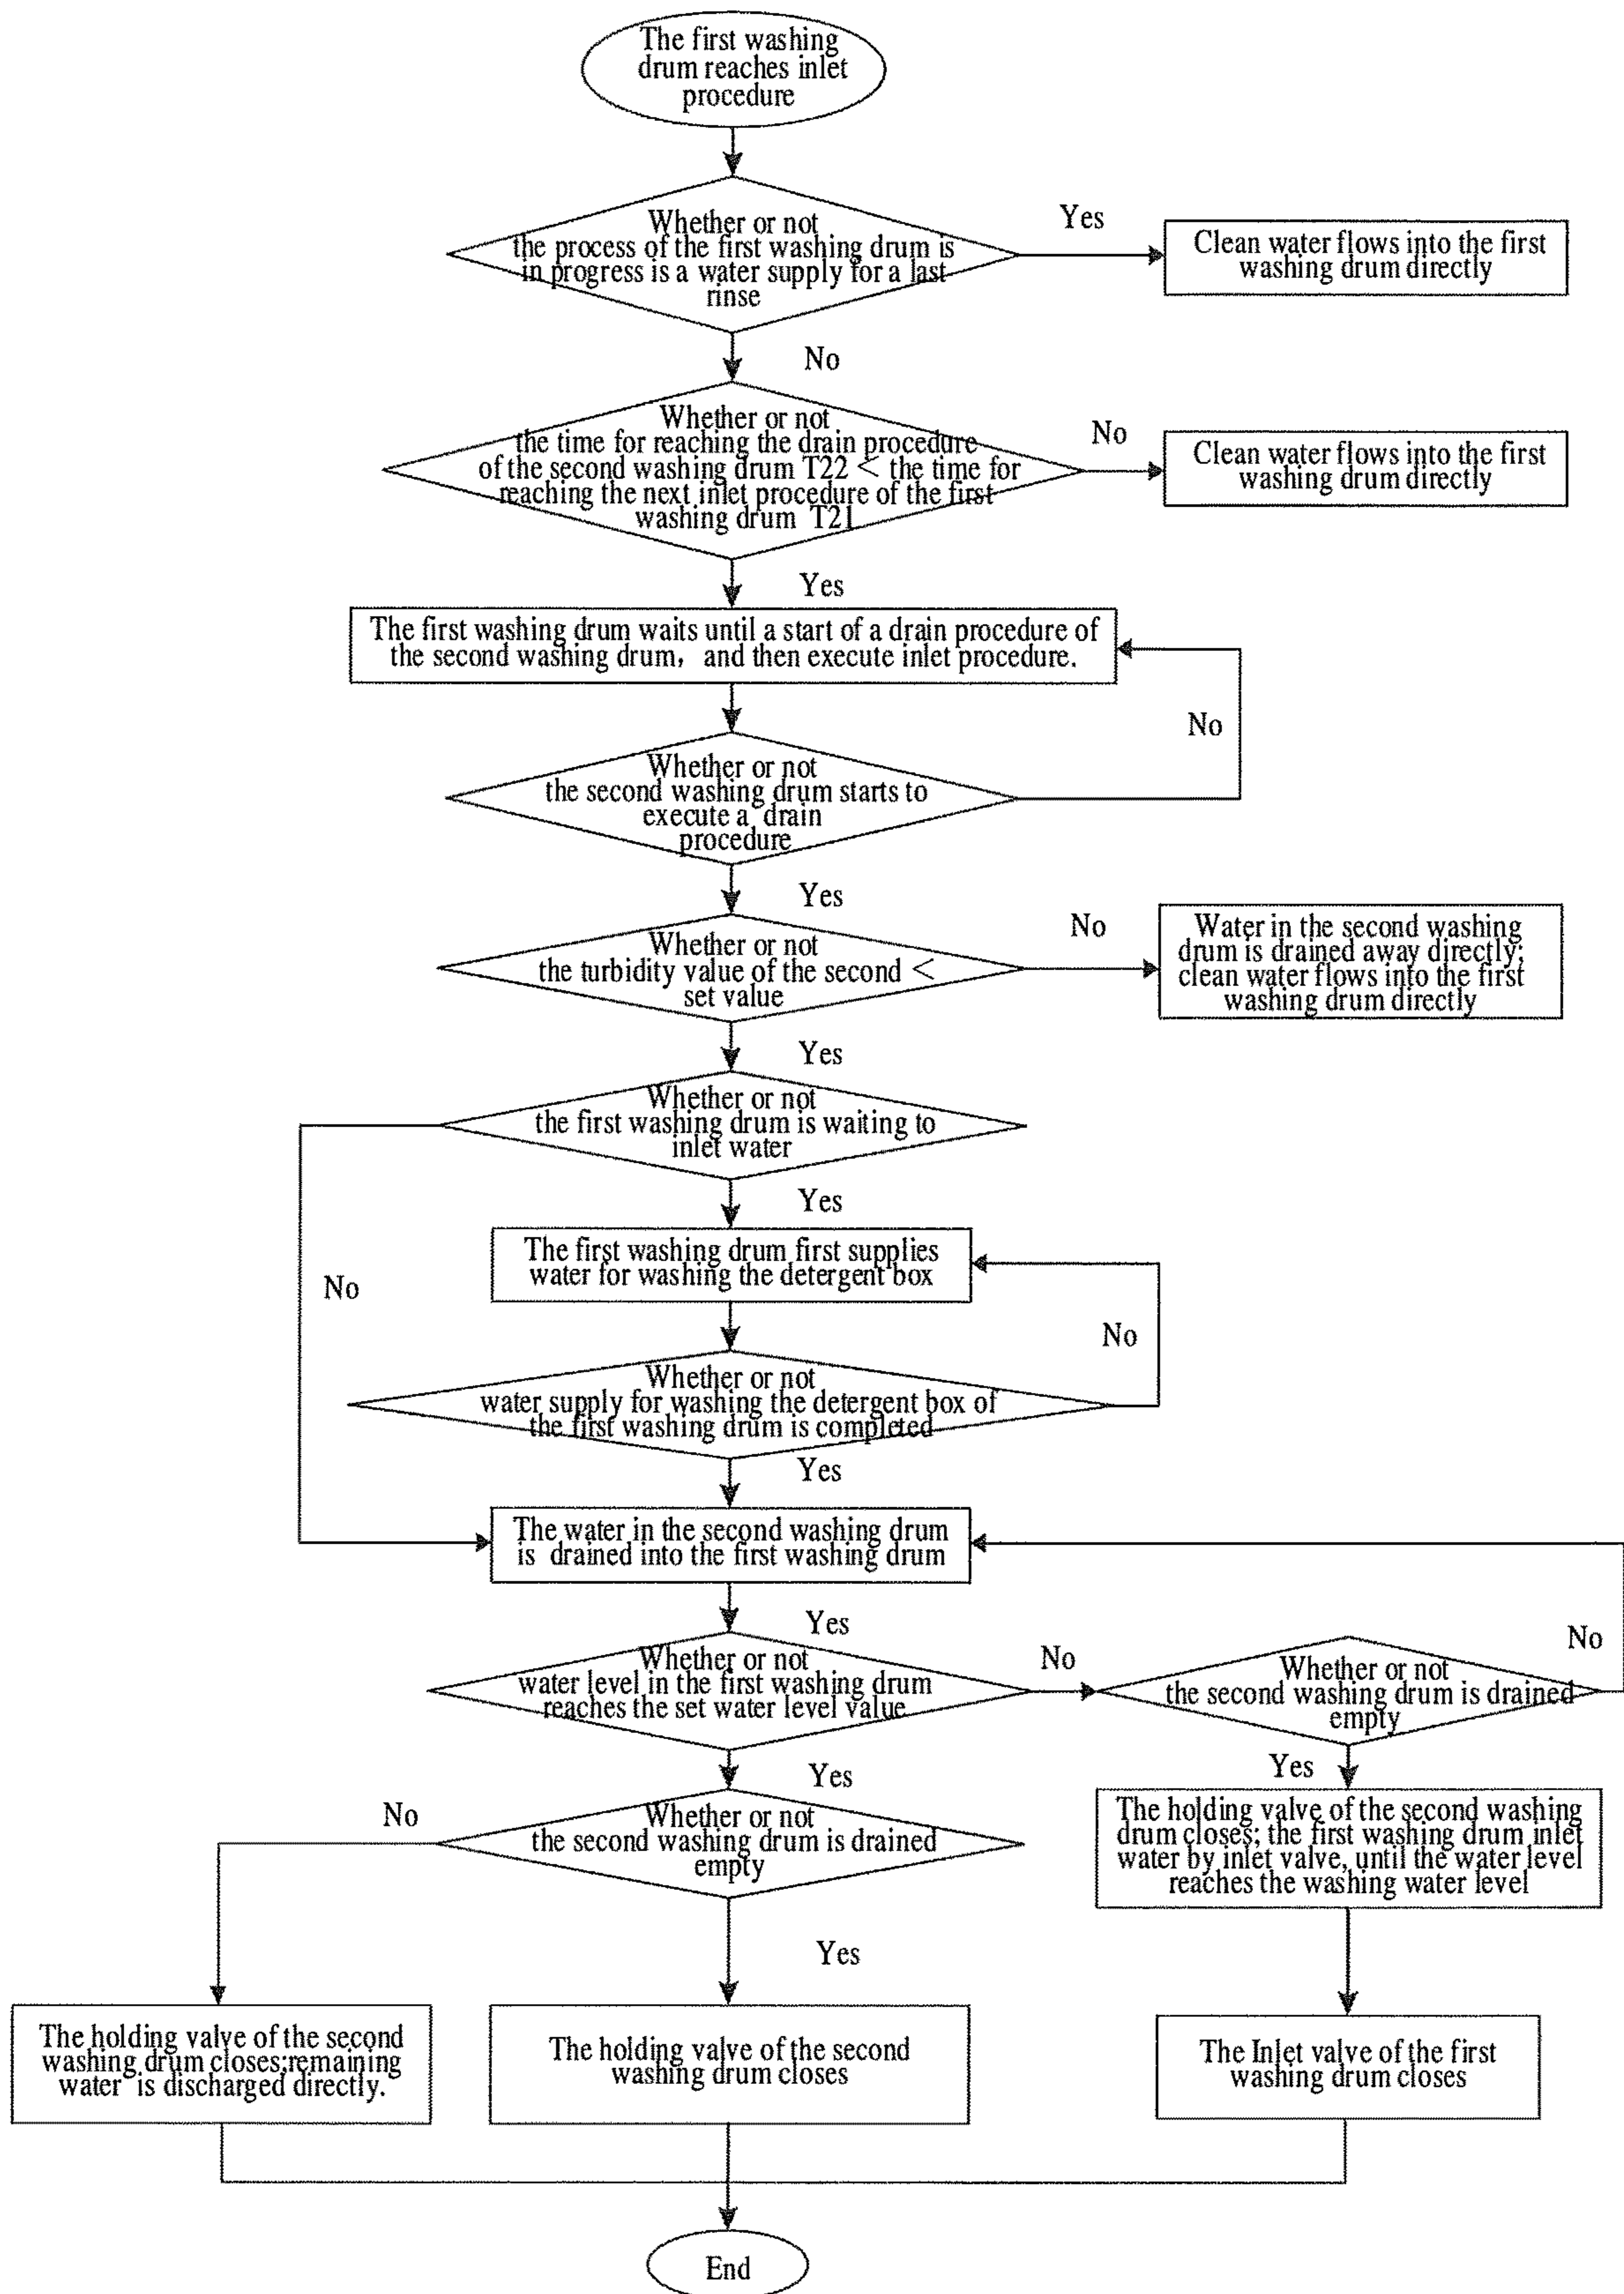 The first washing
drum reaches inlet
procedure
Whether or not
the process of the first washing drum is
in progress is a water supply for a last
rinse
Yes
Clean water flows into the first
washing drum directly
No
Whether or not
the time for reaching the drain procedure
of the second washing drum T22 < the time for
reaching the next inlet procedure of the first
washing drum T21
No
Clean water flows into the first
washing drum directly
Yes
The first washing drum waits until a start of a drain procedure of
the second washing drum, and then execute inlet procedure.
No
Whether or not
the second washing drum starts to
execute a drain
procedure
Yes
Whether or not
the turbidity value of the second <
set value
No
Water in the second washing
drum is drained away directly;
clean water flows into the first
washing drum directly
Yes
Whether or not
the first washing drum is waiting to
inlet water
Yes
No
The first washing drum first supplies
water for washing the detergent box
No
Whether or not
water supply for washing the detergent box of
the first washing drum is completed
Yes
The water in the second washing drum
is drained into the first washing drum
Yes
Whether or not
water level in the first washing drum
reaches the set water level value
No
Whether or not
the second washing drum is drained
empty
No
Yes
Yes
Whether or not
the second washing drum is drained
empty
No
The holding valve of the second washing
drum closes; the first washing drum inlet
water by inlet valve, until the water level
reaches the washing water level
Yes
The holding valve of the second
washing drum closes;remaining
water is discharged directly.
The holding valve of the second
washing drum closes
The Inlet valve of the first
washing drum closes
End